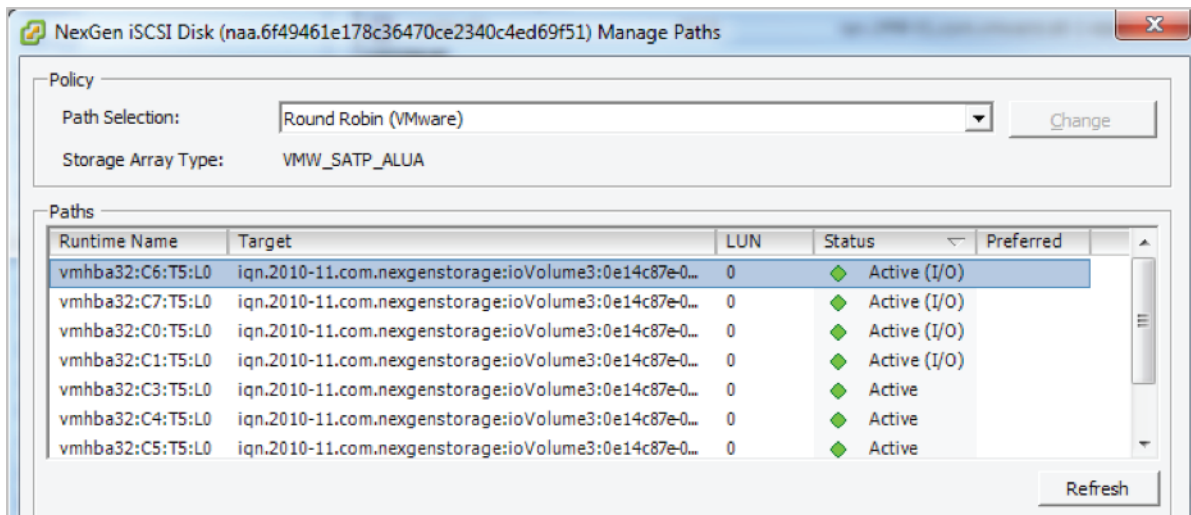 NexGen iSCSI Disk (naa.6f49461e178c36470ce2340c4ed69f51) Manage Paths
Policy
Path Selection: Round Robin (VMware) Change
Storage Array Type: VMW_SATP_ALUA
Paths
Runtime Name Target LUN Status Preferred
vmhba32:C6:T5:L0 iqn.2010-11.com.nexgenstorage:ioVolume3:0e14c87e-0... 0 Active (I/O)
vmhba32:C7:T5:L0 iqn.2010-11.com.nexgenstorage:ioVolume3:0e14c87e-0... 0 Active (I/O)
vmhba32:C0:T5:L0 iqn.2010-11.com.nexgenstorage:ioVolume3:0e14c87e-0... 0 Active (I/O)
vmhba32:C1:T5:L0 iqn.2010-11.com.nexgenstorage:ioVolume3:0e14c87e-0... 0 Active (I/O)
vmhba32:C3:T5:L0 iqn.2010-11.com.nexgenstorage:ioVolume3:0e14c87e-0... 0 Active
vmhba32:C4:T5:L0 iqn.2010-11.com.nexgenstorage:ioVolume3:0e14c87e-0... 0 Active
vmhba32:C5:T5:L0 iqn.2010-11.com.nexgenstorage:ioVolume3:0e14c87e-0... 0 Active
Refresh